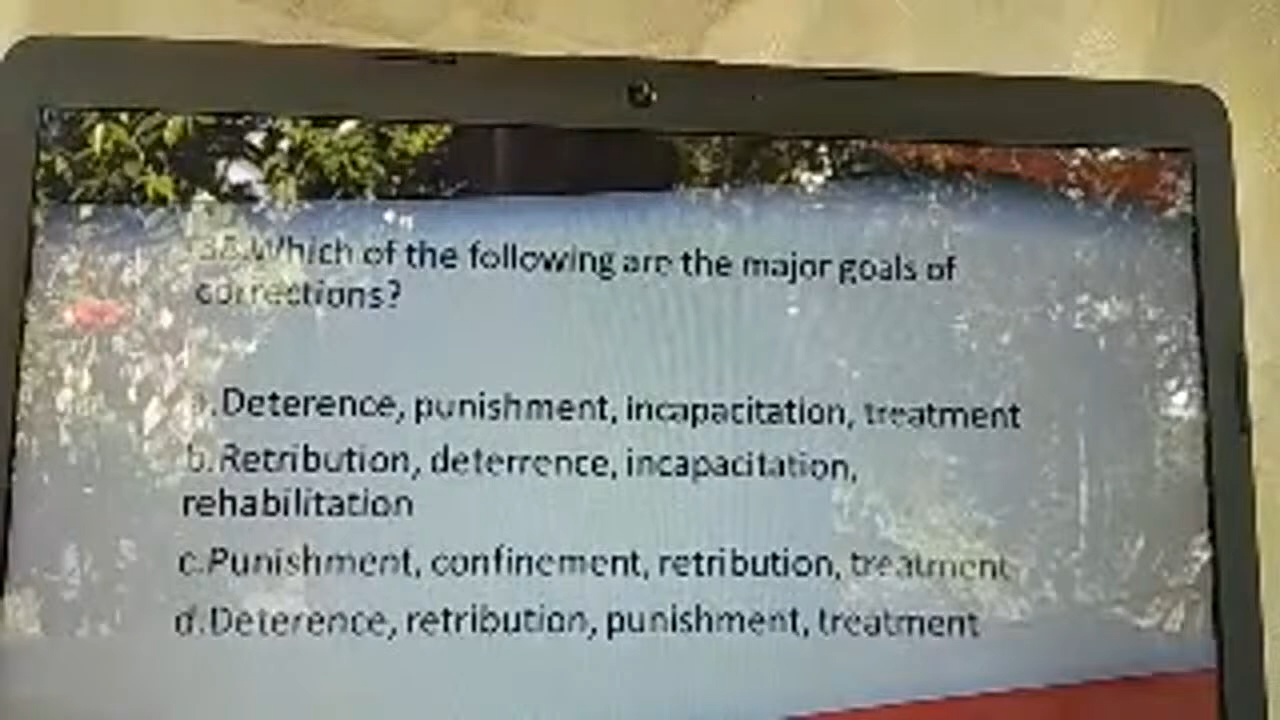 35.Which of the following are the major goals of
corrections?
a.Deterence, punishment, incapacitation, treatment
b.Retribution, deterrence, incapacitation,
rehabilitation
c.Punishment, confinement, retribution, treatment
d.Deterence, retribution, punishment, treatment